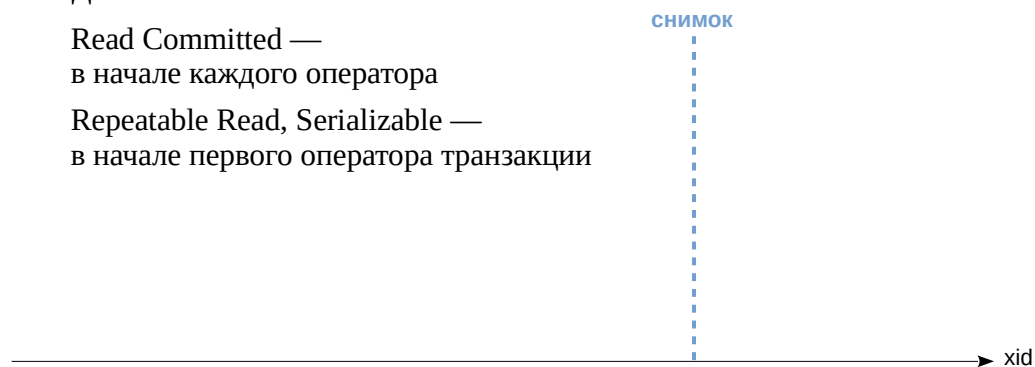 снимок
Read Committed —
в начале каждого оператора
Repeatable Read, Serializable —
в начале первого оператора транзакции
xid